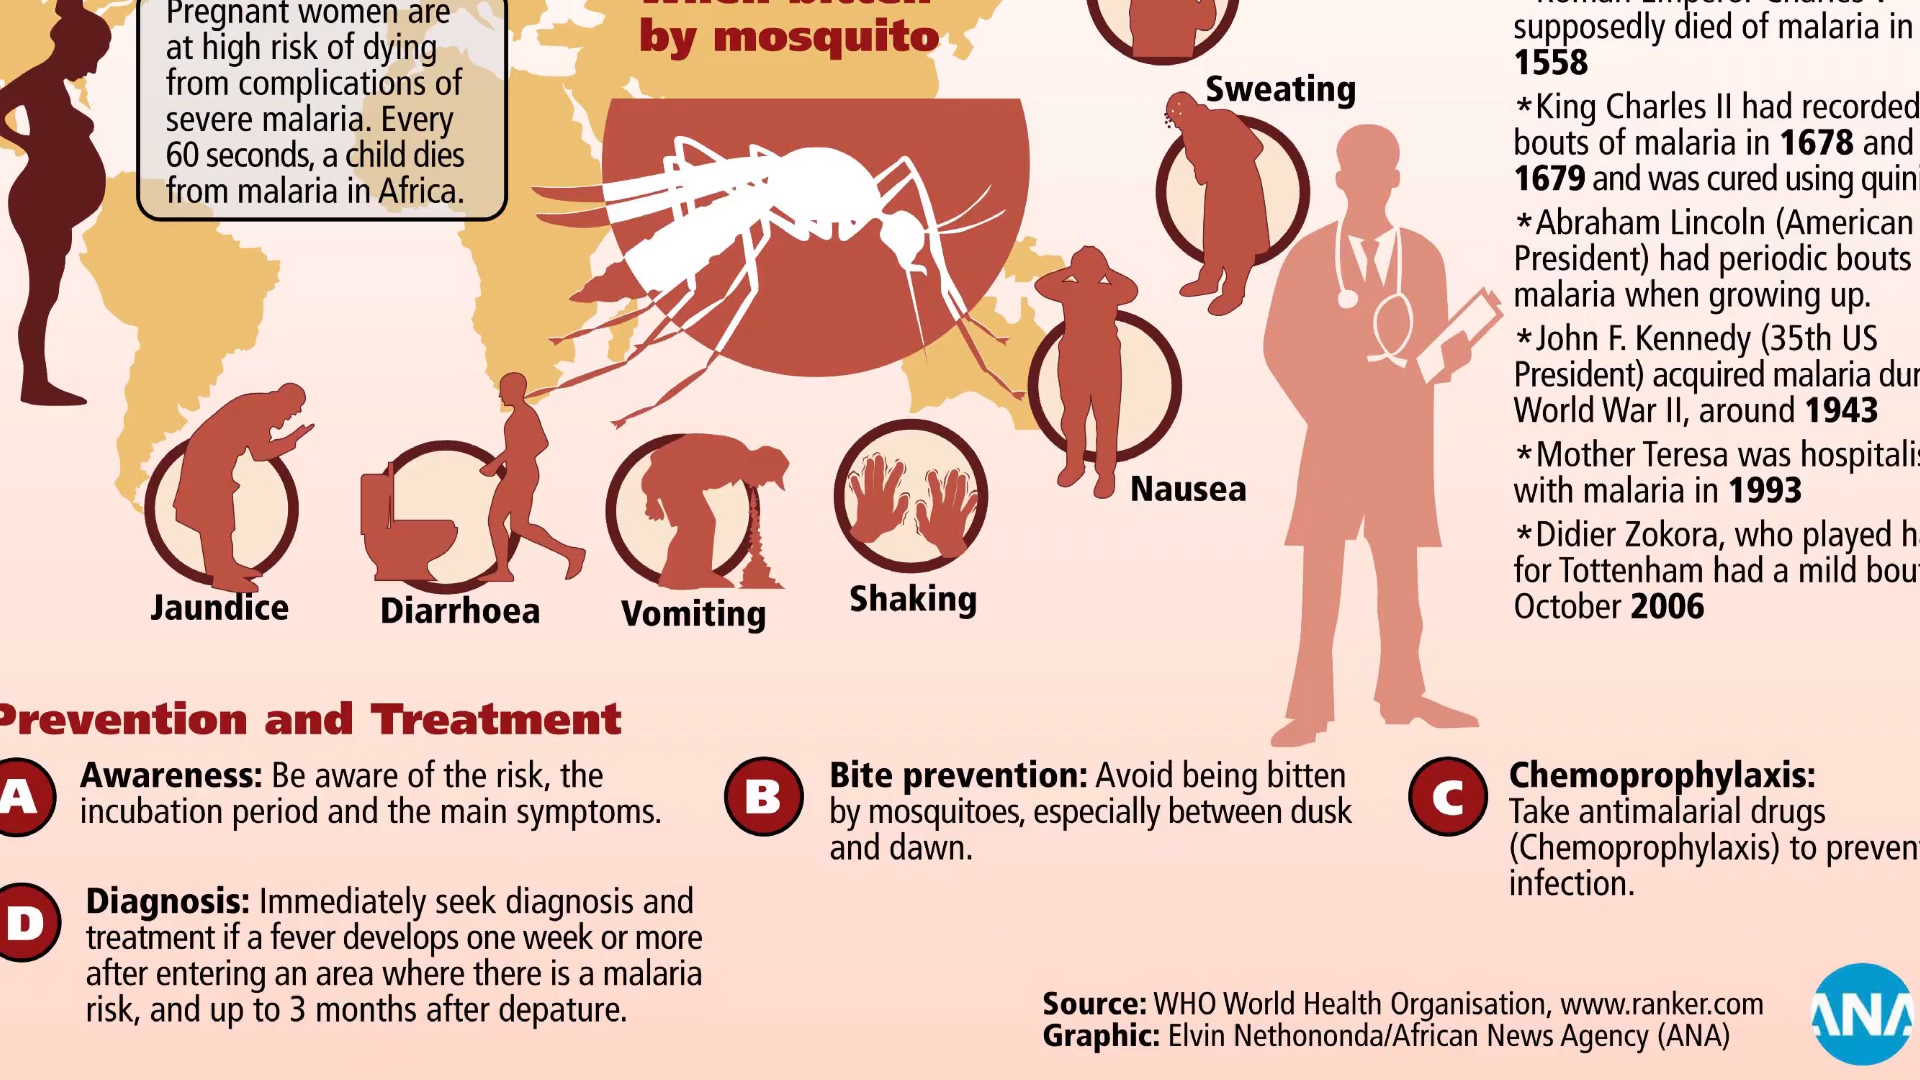 Pregnant women are
at high risk of dying
from complications of
severe malaria. Every
60 seconds, a child dies
from malaria in Africa.
When bitten
by mosquito
Sweating
Nausea
Shaking
Vomiting
Diarrhoea
Jaundice
*Roman Emperor Charles V
supposedly died of malaria in
1558
*King Charles II had recorded
bouts of malaria in 1678 and
1679 and was cured using
*Abraham Lincoln (American
President) had periodic bouts
malaria when growing up.
*John F. Kennedy (35th US
President) acquired malaria
World War II, around 1943
*Mother Teresa was
with malaria in 1993
*Didier Zokora, who played
for Tottenham had a mild
October 2006
Prevention and Treatment
A
Awareness: Be aware of the risk, the
incubation period and the main symptoms.
B
Bite prevention: Avoid being bitten
by mosquitoes, especially between dusk
and dawn.
C
Chemoprophylaxis:
Take antimalarial drugs
(Chemoprophylaxis) to prevent
infection.
D
Diagnosis: Immediately seek diagnosis and
treatment if a fever develops one week or more
after entering an area where there is a malaria
risk, and up to 3 months after depature.
Source: WHO World Health Organisation, www.ranker.com
Graphic: Elvin Nethononda/African News Agency (ANA)
ANA